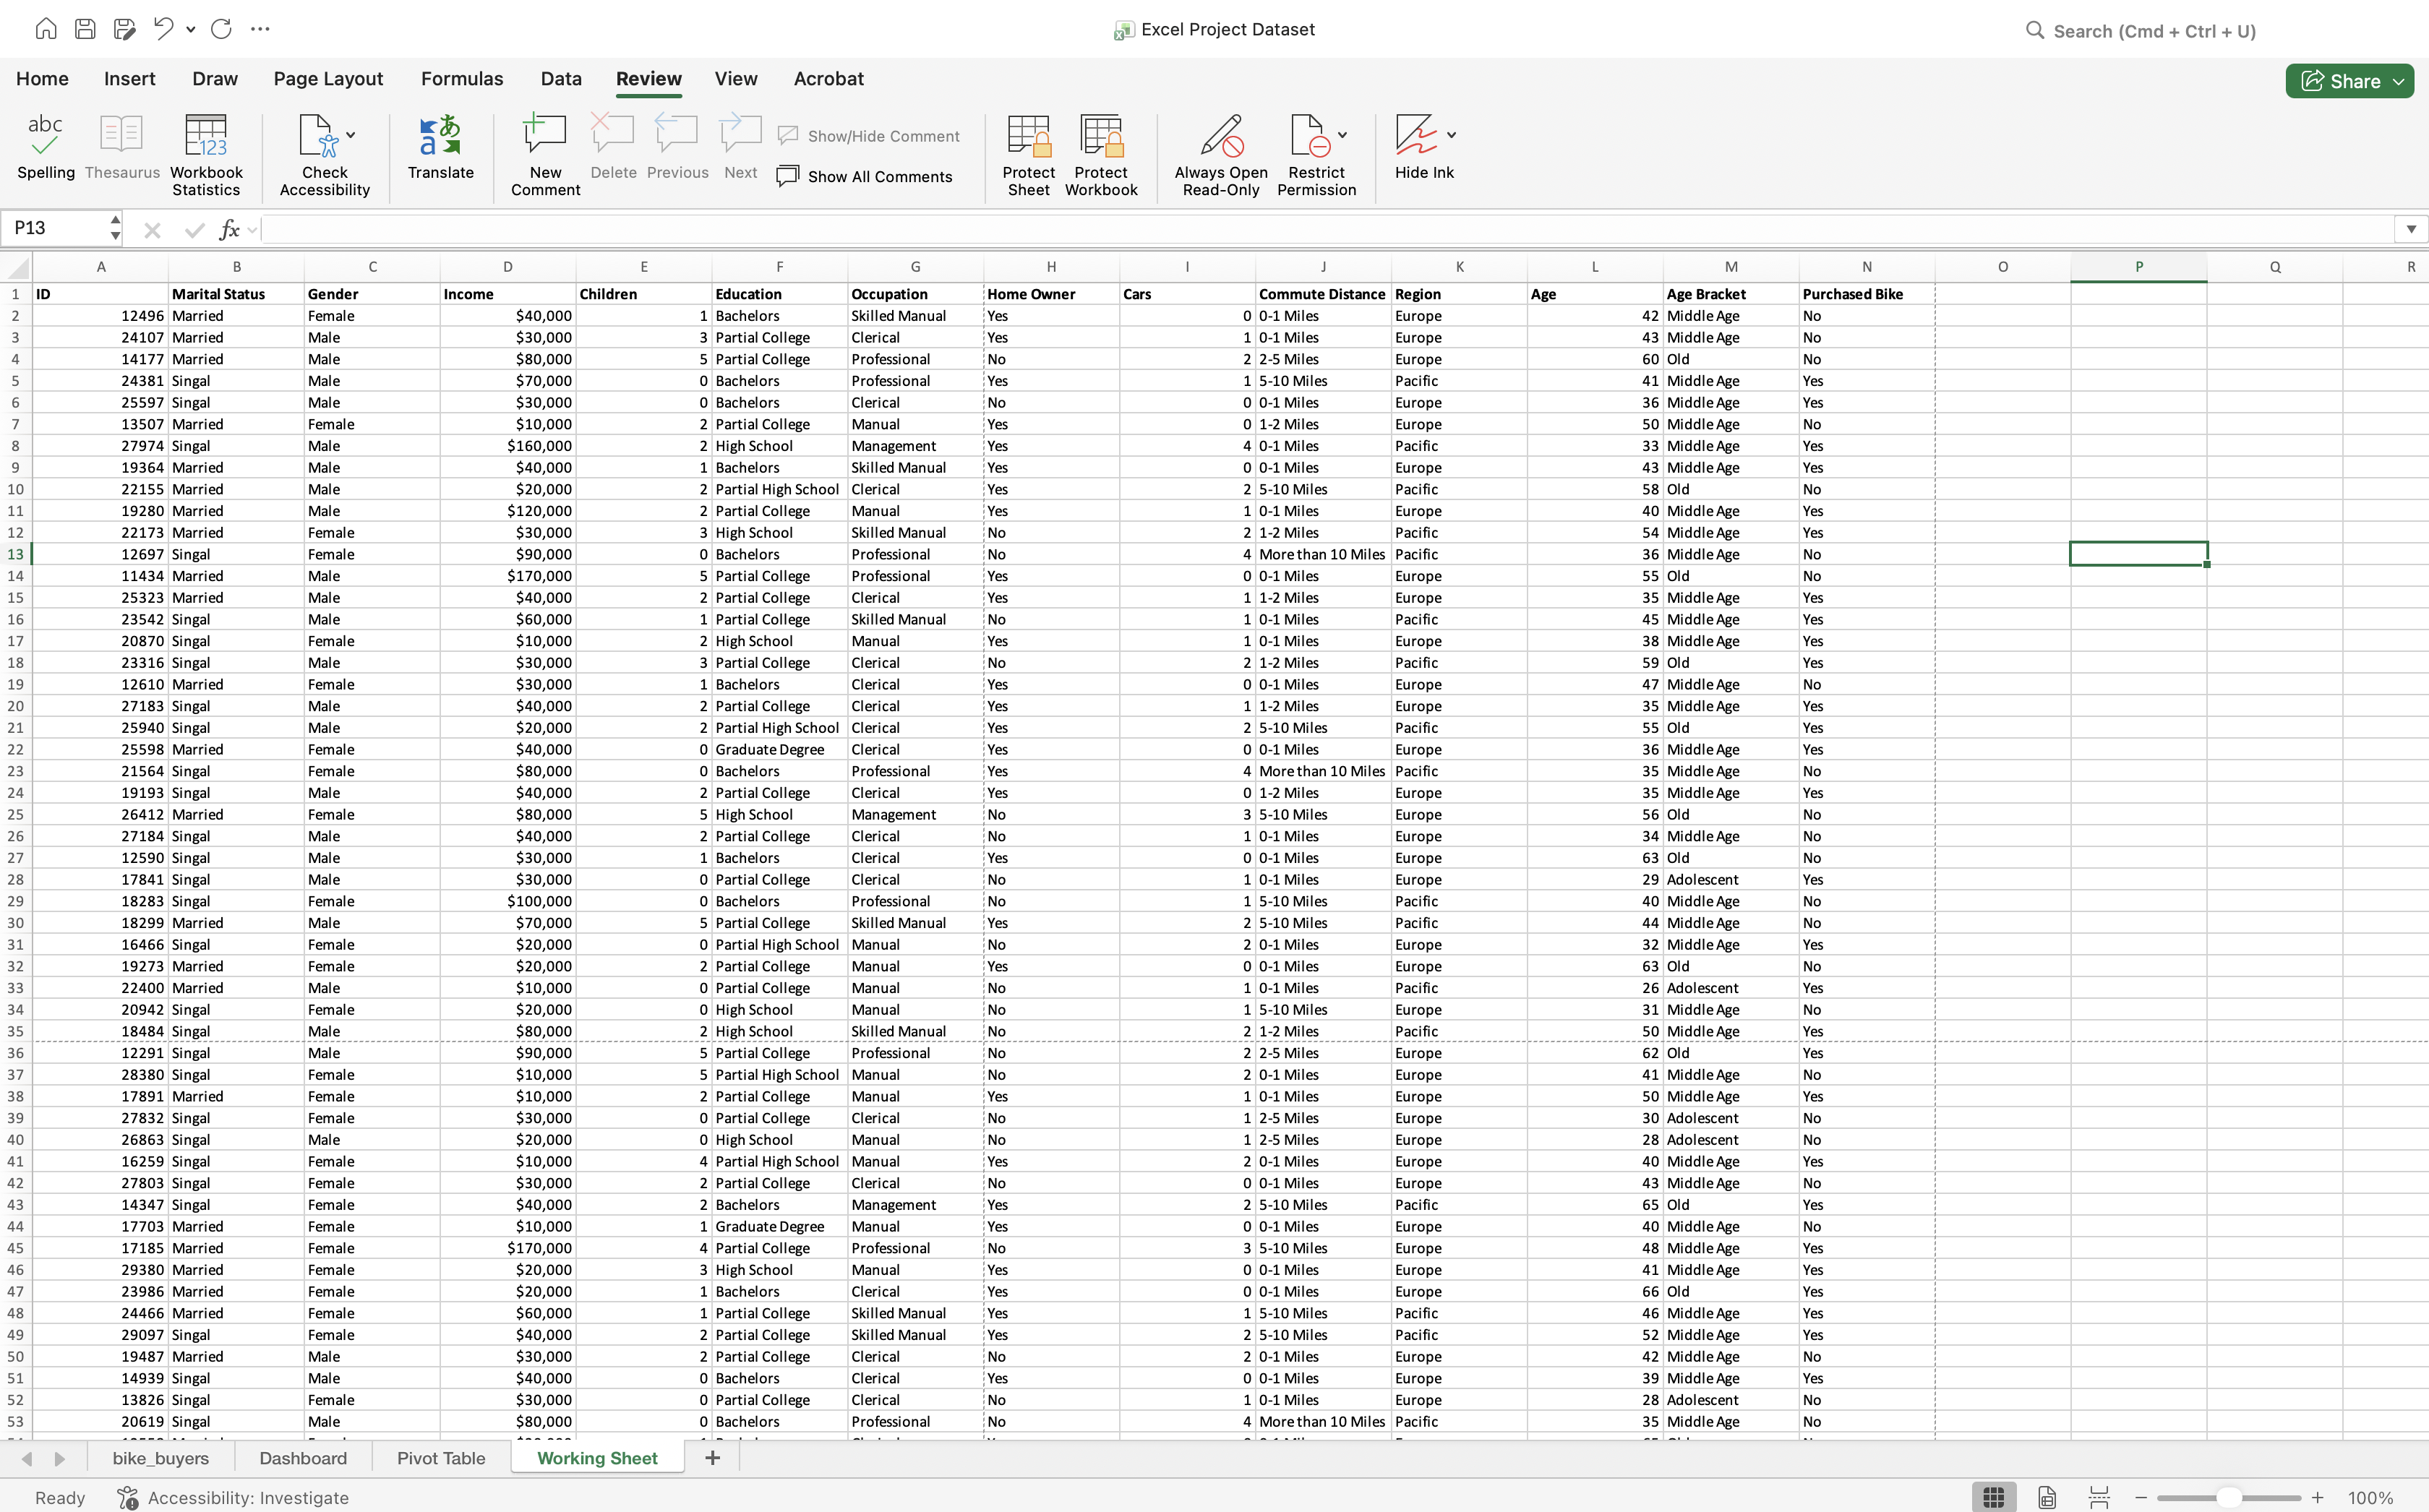 Excel Project Dataset
Search (Cmd + Ctrl + U)
Home Insert Draw Page Layout Formulas Data Review View Acrobat Share
abc 123 a
Show/Hide Comment
Spelling Thesaurus Workbook Statistics Check Accessibility Translate New Comment Delete Previous Next Show All Comments Protect Sheet Protect Workbook Always Open Read-Only Restrict Permission Hide Ink
P13 fx
A B C D E F G H I J K L M N O P Q R
1 ID Marital Status Gender Income Children Education Occupation Home Owner Cars Commute Distance Region Age Age Bracket Purchased Bike
2 12496 Married Female $40,000 1 Bachelors Skilled Manual Yes 0 0-1 Miles Europe 42 Middle Age No
3 24107 Married Male $30,000 3 Partial College Clerical Yes 1 0-1 Miles Europe 43 Middle Age No
4 14177 Married Male $80,000 5 Partial College Professional No 2 2-5 Miles Europe 60 Old No
5 24381 Singal Male $70,000 0 Bachelors Professional Yes 1 5-10 Miles Pacific 41 Middle Age Yes
6 25597 Singal Male $30,000 0 Bachelors Clerical No 0 0-1 Miles Europe 36 Middle Age Yes
7 13507 Married Female $10,000 2 Partial College Manual Yes 0 1-2 Miles Europe 50 Middle Age No
8 27974 Singal Male $160,000 2 High School Management Yes 4 0-1 Miles Pacific 33 Middle Age Yes
9 19364 Married Male $40,000 1 Bachelors Skilled Manual Yes 0 0-1 Miles Europe 43 Middle Age Yes
10 22155 Married Male $20,000 2 Partial High School Clerical Yes 2 5-10 Miles Pacific 58 Old No
11 19280 Married Male $120,000 2 Partial College Manual Yes 1 0-1 Miles Europe 40 Middle Age Yes
12 22173 Married Female $30,000 3 High School Skilled Manual No 2 1-2 Miles Pacific 54 Middle Age Yes
13 12697 Singal Female $90,000 0 Bachelors Professional No 4 More than 10 Miles Pacific 36 Middle Age No
14 11434 Married Male $170,000 5 Partial College Professional Yes 0 0-1 Miles Europe 55 Old No
15 25323 Married Male $40,000 2 Partial College Clerical Yes 1 1-2 Miles Europe 35 Middle Age Yes
16 23542 Singal Male $60,000 1 Partial College Skilled Manual No 1 0-1 Miles Pacific 45 Middle Age Yes
17 20870 Singal Female $10,000 2 High School Manual Yes 1 0-1 Miles Europe 38 Middle Age Yes
18 23316 Singal Male $30,000 3 Partial College Clerical No 2 1-2 Miles Pacific 59 Old Yes
19 12610 Married Female $30,000 1 Bachelors Clerical Yes 0 0-1 Miles Europe 47 Middle Age No
20 27183 Singal Male $40,000 2 Partial College Clerical Yes 1 1-2 Miles Europe 35 Middle Age Yes
21 25940 Singal Male $20,000 2 Partial High School Clerical Yes 2 5-10 Miles Pacific 55 Old Yes
22 25598 Married Female $40,000 0 Graduate Degree Clerical Yes 0 0-1 Miles Europe 36 Middle Age Yes
23 21564 Singal Female $80,000 0 Bachelors Professional Yes 4 More than 10 Miles Pacific 35 Middle Age No
24 19193 Singal Male $40,000 2 Partial College Clerical Yes 0 1-2 Miles Europe 35 Middle Age Yes
25 26412 Married Female $80,000 5 High School Management No 3 5-10 Miles Europe 56 Old No
26 27184 Singal Male $40,000 2 Partial College Clerical No 1 0-1 Miles Europe 34 Middle Age No
27 12590 Singal Male $30,000 1 Bachelors Clerical Yes 0 0-1 Miles Europe 63 Old No
28 17841 Singal Male $30,000 0 Partial College Clerical No 1 0-1 Miles Europe 29 Adolescent Yes
29 18283 Singal Female $100,000 0 Bachelors Professional No 1 5-10 Miles Pacific 40 Middle Age No
30 18299 Married Male $70,000 5 Partial College Skilled Manual Yes 2 5-10 Miles Pacific 44 Middle Age No
31 16466 Singal Female $20,000 0 Partial High School Manual No 2 0-1 Miles Europe 32 Middle Age Yes
32 19273 Married Female $20,000 2 Partial College Manual Yes 0 0-1 Miles Europe 63 Old No
33 22400 Married Male $10,000 0 Partial College Manual No 1 0-1 Miles Pacific 26 Adolescent Yes
34 20942 Singal Female $20,000 0 High School Manual No 1 5-10 Miles Europe 31 Middle Age No
35 18484 Singal Male $80,000 2 High School Skilled Manual No 2 1-2 Miles Pacific 50 Middle Age Yes
36 12291 Singal Male $90,000 5 Partial College Professional No 2 2-5 Miles Europe 62 Old Yes
37 28380 Singal Female $10,000 5 Partial High School Manual No 2 0-1 Miles Europe 41 Middle Age No
38 17891 Married Female $10,000 2 Partial College Manual Yes 1 0-1 Miles Europe 50 Middle Age Yes
39 27832 Singal Female $30,000 0 Partial College Clerical No 1 2-5 Miles Europe 30 Adolescent No
40 26863 Singal Male $20,000 0 High School Manual No 1 2-5 Miles Europe 28 Adolescent No
41 16259 Singal Female $10,000 4 Partial High School Manual Yes 2 0-1 Miles Europe 40 Middle Age Yes
42 27803 Singal Female $30,000 2 Partial College Clerical No 0 0-1 Miles Europe 43 Middle Age No
43 14347 Singal Female $40,000 2 Bachelors Management Yes 2 5-10 Miles Pacific 65 Old Yes
44 17703 Married Female $10,000 1 Graduate Degree Manual Yes 0 0-1 Miles Europe 40 Middle Age No
45 17185 Married Female $170,000 4 Partial College Professional No 3 5-10 Miles Europe 48 Middle Age Yes
46 29380 Married Female $20,000 3 High School Manual Yes 0 0-1 Miles Europe 41 Middle Age Yes
47 23986 Married Female $20,000 1 Bachelors Clerical Yes 0 0-1 Miles Europe 66 Old Yes
48 24466 Married Female $60,000 1 Partial College Skilled Manual Yes 1 5-10 Miles Pacific 46 Middle Age Yes
49 29097 Singal Female $40,000 2 Partial College Skilled Manual Yes 2 5-10 Miles Pacific 52 Middle Age Yes
50 19487 Married Male $30,000 2 Partial College Clerical No 2 0-1 Miles Europe 42 Middle Age No
51 14939 Singal Male $40,000 0 Bachelors Clerical Yes 0 0-1 Miles Europe 39 Middle Age Yes
52 13826 Singal Female $30,000 0 Partial College Clerical No 1 0-1 Miles Europe 28 Adolescent No
53 20619 Singal Male $80,000 0 Bachelors Professional No 4 More than 10 Miles Pacific 35 Middle Age No
bike_buyers Dashboard Pivot Table Working Sheet +
Ready Accessibility: Investigate 100%